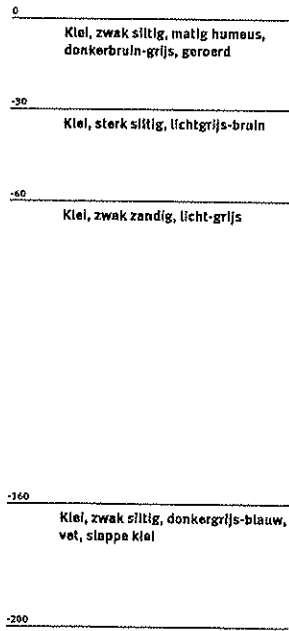 0
Klei, zwak siltig, matig humeus,
donkerbruin-grijs, geroerd
-30
Klei, sterk siltig, lichtgrijs-bruin
-60
Klei, zwak zandig, licht-grijs
-160
Klei, zwak siltig, donkergrijs-blauw,
vet, slappe klei
-200